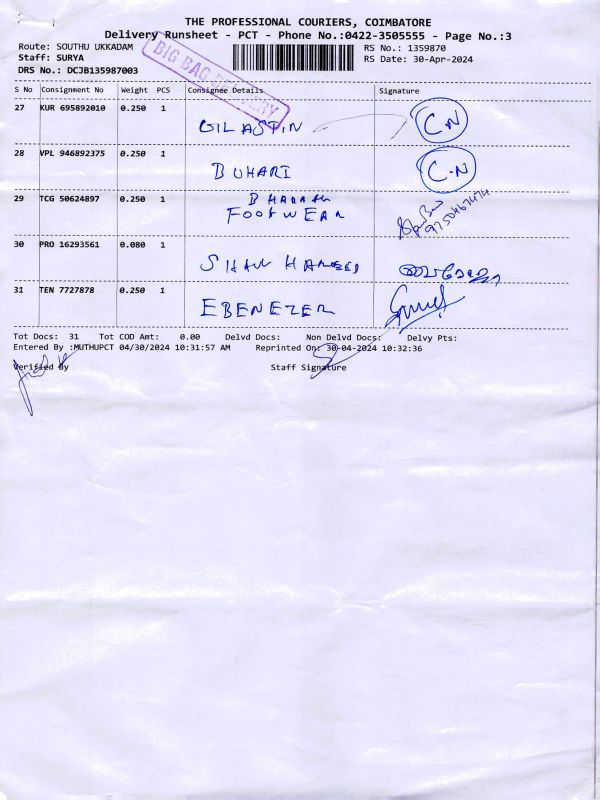 THE PROFESSIONAL COURIERS, COIMBATORE
Delivery Runsheet - PCT - Phone No.:0422-3505555 - Page No.:3
Route: SOUTHU UKKADAM RS No.: 1359870
Staff: SURYA RS Date: 30-Apr-2024
DRS No.: DCJB135987003
BIG BAG DELIVERY
S No Consignment No Weight PCS Consignee Details Signature
27 KUR 695892010 0.250 1 GILASTIN C.N
28 VPL 946892375 0.250 1 BUHARI C.N
29 TCG 50624897 0.250 1 BHARATH
FOOTWEAR
30 PRO 16293561 0.080 1 SHAUL HAMEED
31 TEN 7727878 0.250 1 EBENEZER
Tot Docs: 31 Tot COD Amt: 0.00 Delvd Docs: Non Delvd Docs: Delvy Pts:
Entered By :MUTHUPCT 04/30/2024 10:31:57 AM Reprinted On: 30-04-2024 10:32:36
Verified By Staff Signature